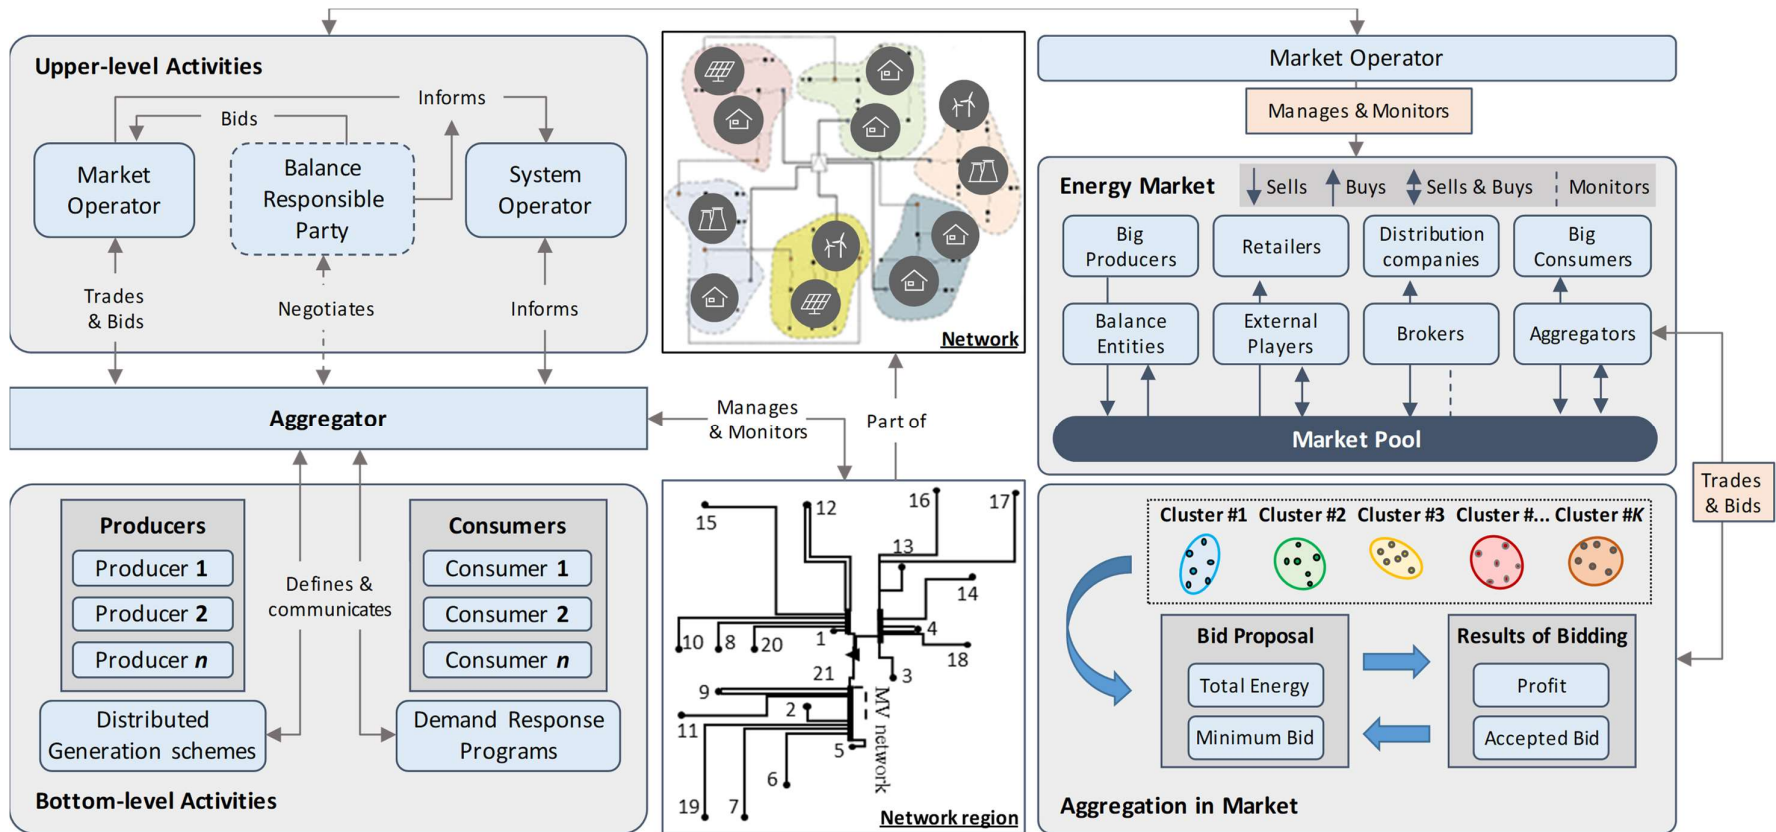 Upper-level Activities
Informs
Bids
Market
Operator
Balance
Responsible
Party
System
Operator
Trades
& Bids
Negotiates
Informs
Aggregator
Producers
Producer 1
Producer 2
Producer n
Consumers
Consumer 1
Consumer 2
Consumer n
Defines &
communicates
Distributed
Generation schemes
Demand Response
Programs
Bottom-level Activities
Network
Manages
& Monitors
Part of
12
16
17
15
13
14
10
8
20
1
4
18
21
3
9
2
11
5
6
19
7
MV network
Network region
Market Operator
Manages & Monitors
Energy Market
Sells
Buys
Sells & Buys
Monitors
Big
Producers
Retailers
Distribution
companies
Big
Consumers
Balance
Entities
External
Players
Brokers
Aggregators
Market Pool
Trades
& Bids
Cluster #1
Cluster #2
Cluster #3
Cluster #...
Cluster #K
Bid Proposal
Total Energy
Minimum Bid
Results of Bidding
Profit
Accepted Bid
Aggregation in Market